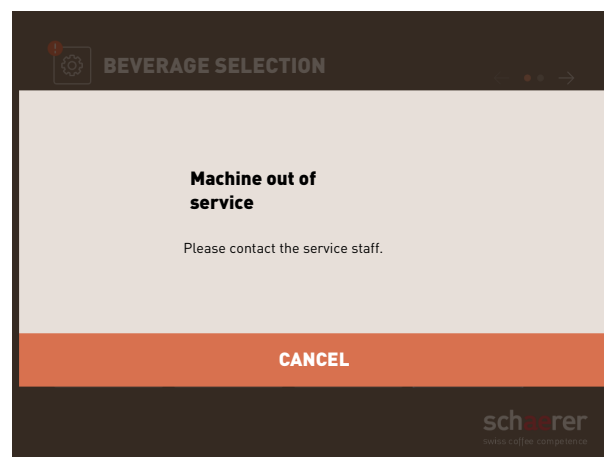 !
BEVERAGE SELECTION
Machine out of
service
Please contact the service staff.
CANCEL
schaerer
swiss coffee competence